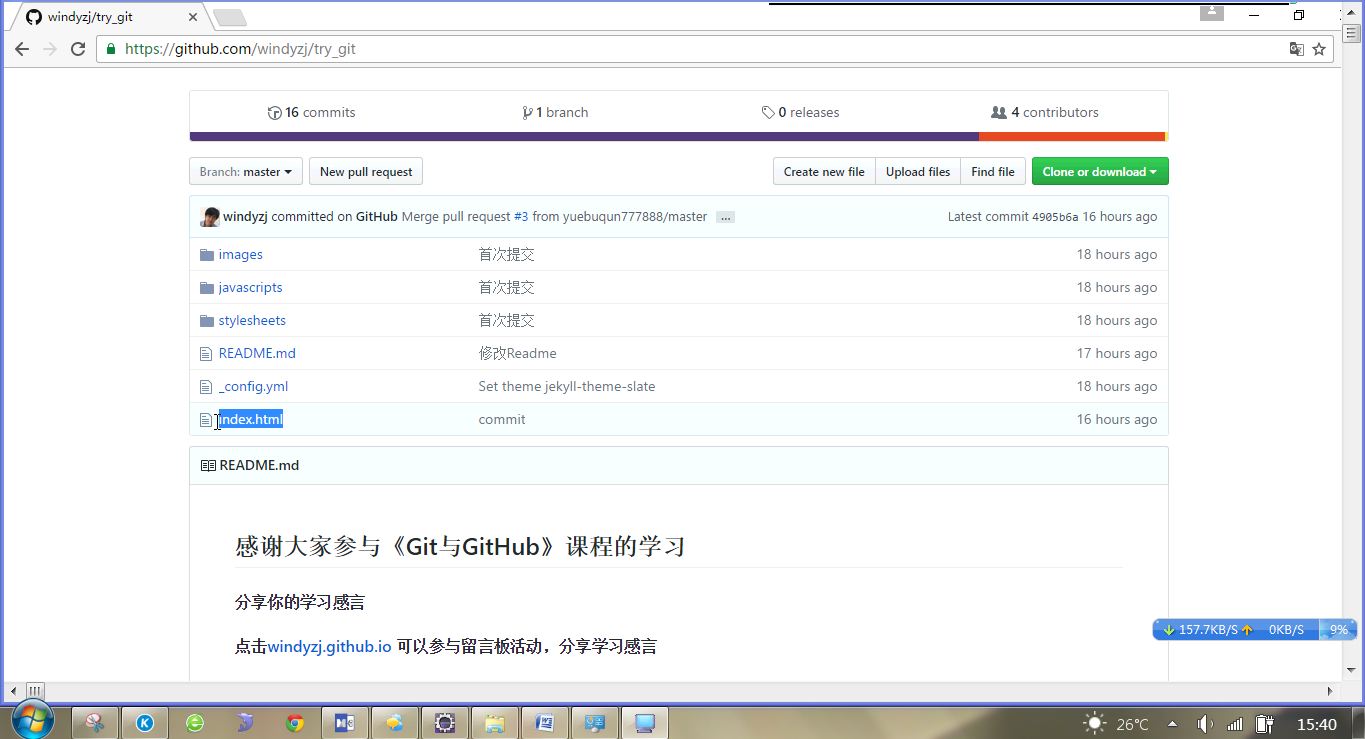 windyzj/try_git
https://github.com/windyzj/try_git
16 commits
1 branch
0 releases
4 contributors
Branch: master
New pull request
Create new file
Upload files
Find file
Clone or download
windyzj committed on GitHub Merge pull request #3 from yuebuqun777888/master ...
Latest commit 4905b6a 16 hours ago
images 首次提交 18 hours ago
javascripts 首次提交 18 hours ago
stylesheets 首次提交 18 hours ago
README.md 修改Readme 17 hours ago
_config.yml Set theme jekyll-theme-slate 18 hours ago
index.html commit 16 hours ago
README.md
感谢大家参与《Git与GitHub》课程的学习
分享你的学习感言
点击windyzj.github.io 可以参与留言板活动，分享学习感言
157.7KB/S 0KB/S 9%
26°C 15:40